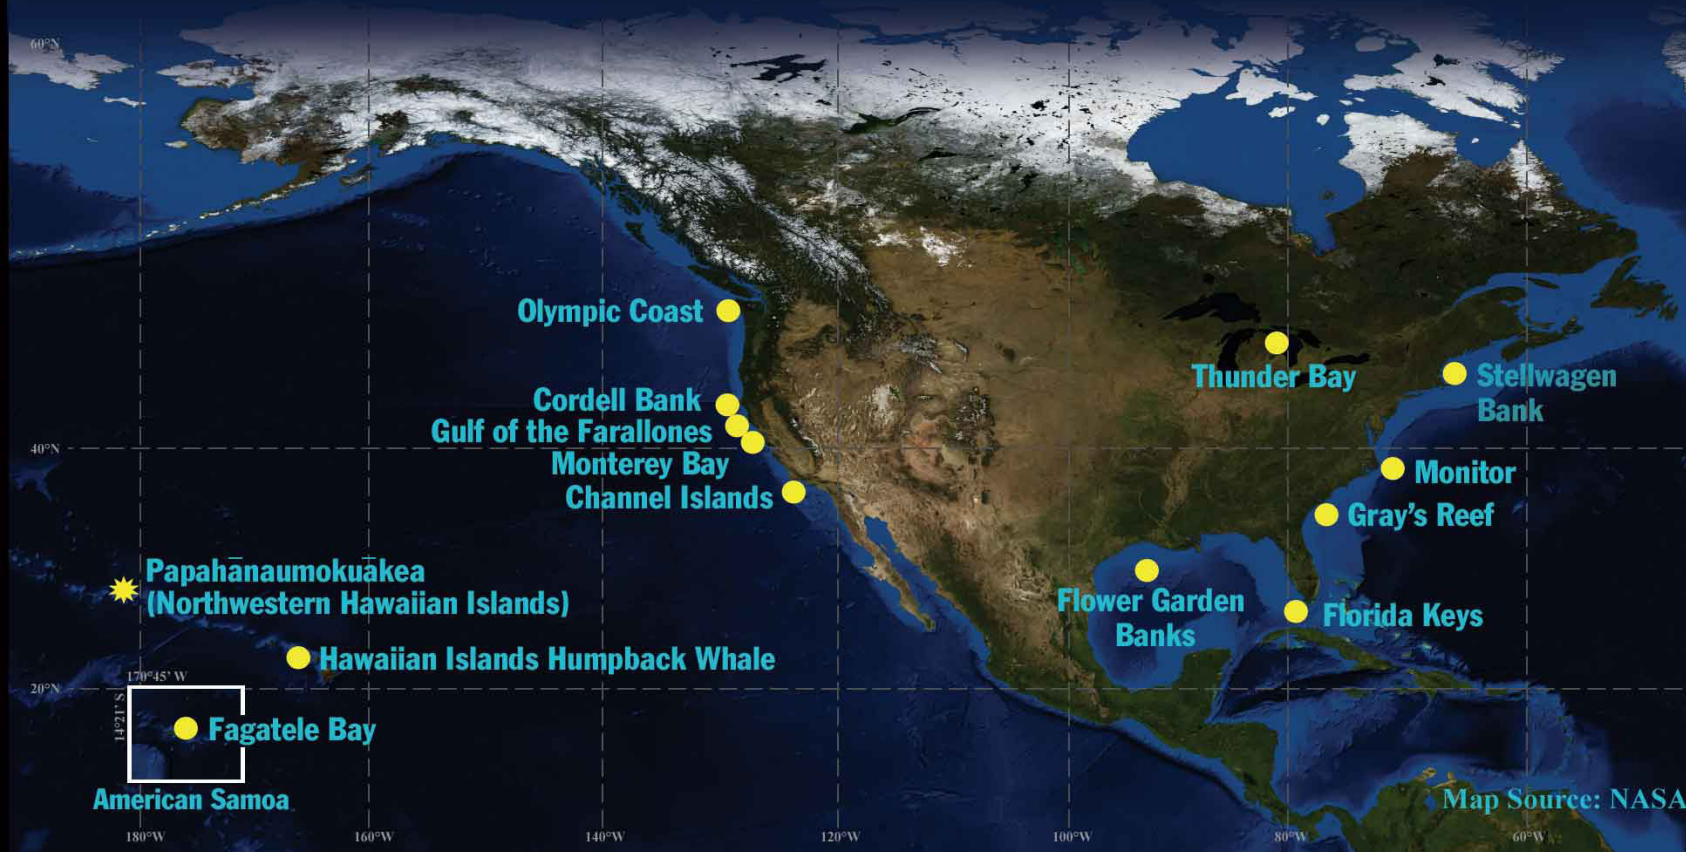 60°N
Olympic Coast
Thunder Bay
Stellwagen
Bank
Cordell Bank
Gulf of the Farallones
40°N
Monterey Bay
Monitor
Channel Islands
Gray's Reef
Papahānaumokuākea
(Northwestern Hawaiian Islands)
Flower Garden
Banks
Florida Keys
Hawaiian Islands Humpback Whale
170°45' W
20°N
14°21' S
Fagatele Bay
American Samoa
Map Source: NASA
180°W
160°W
140°W
120°W
100°W
80°W
60°W